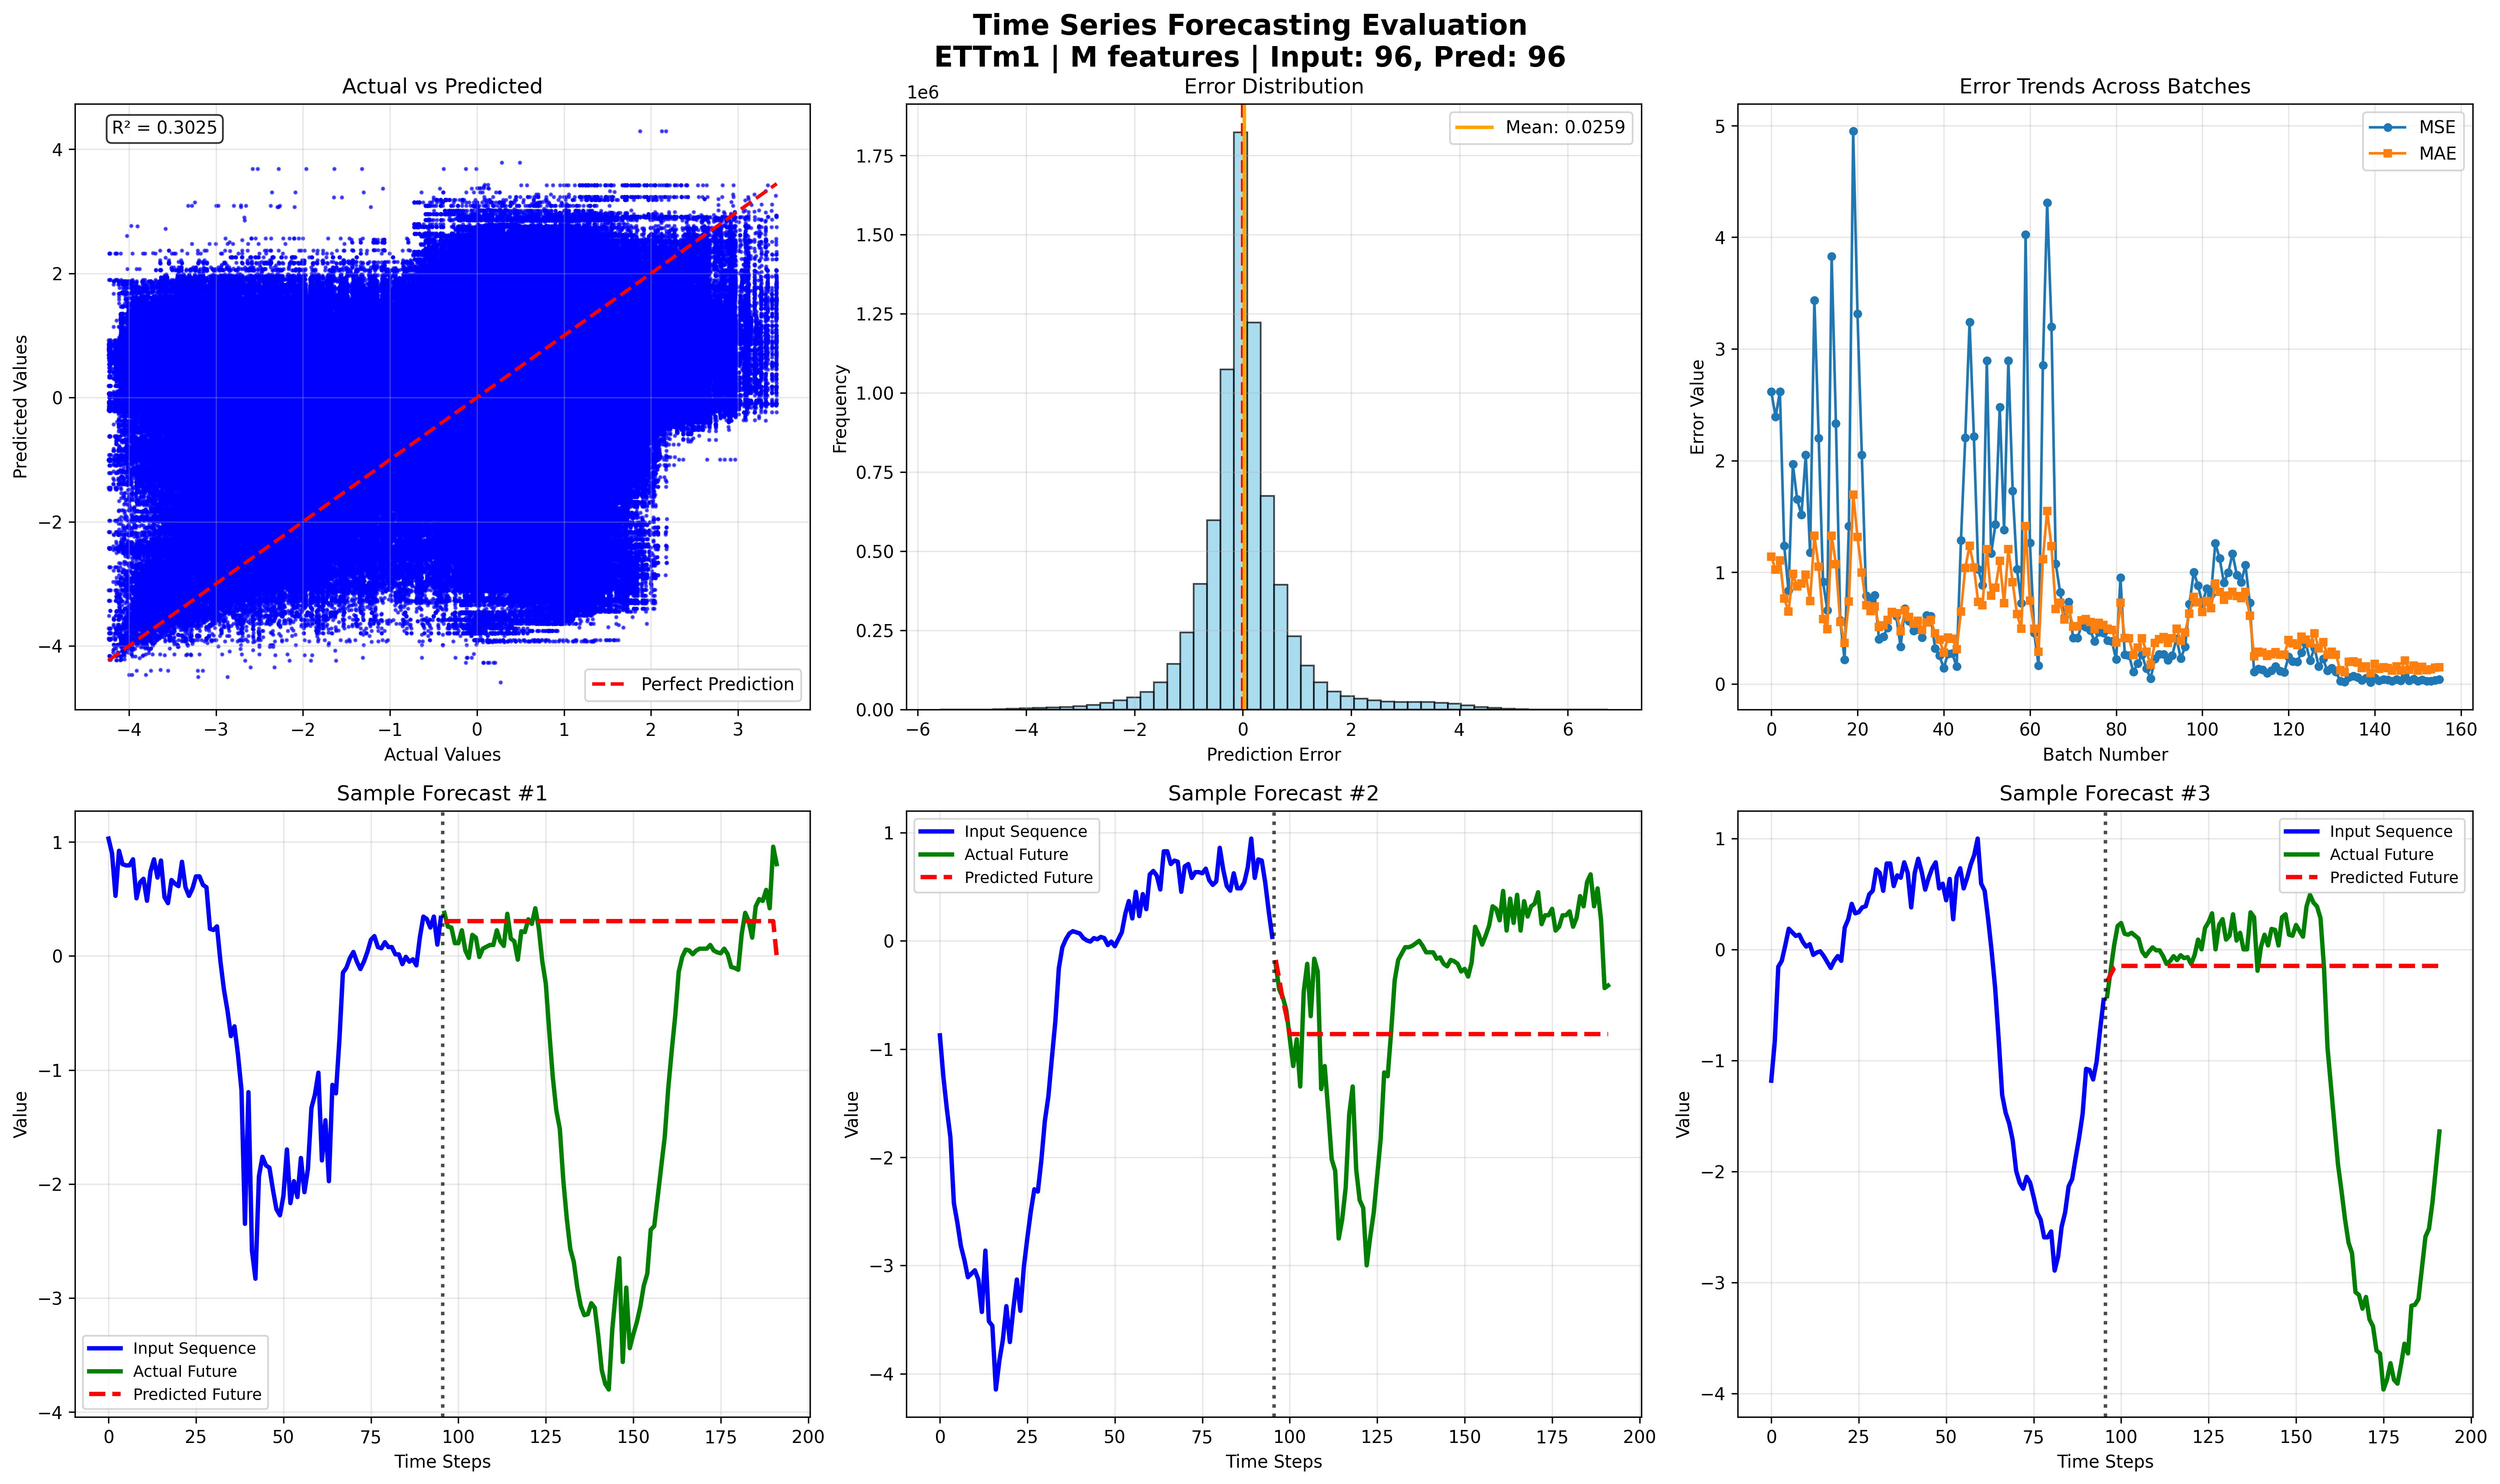 Time Series Forecasting Evaluation
ETTm1 | M features | Input: 96, Pred: 96
Actual vs Predicted
R² = 0.3025
4
2
0
−2
−4
Predicted Values
−4
−3
−2
−1
0
1
2
3
Actual Values
Perfect Prediction
Error Distribution
1e6
Mean: 0.0259
1.75
1.50
1.25
1.00
0.75
0.50
0.25
0.00
Frequency
−6
−4
−2
0
2
4
6
Prediction Error
Error Trends Across Batches
MSE
MAE
5
4
3
2
1
0
Error Value
0
20
40
60
80
100
120
140
160
Batch Number
Sample Forecast #1
1
0
−1
−2
−3
−4
Value
Input Sequence
Actual Future
Predicted Future
0
25
50
75
100
125
150
175
200
Time Steps
Sample Forecast #2
Input Sequence
Actual Future
Predicted Future
1
0
−1
−2
−3
−4
Value
0
25
50
75
100
125
150
175
200
Time Steps
Sample Forecast #3
Input Sequence
Actual Future
Predicted Future
1
0
−1
−2
−3
−4
Value
0
25
50
75
100
125
150
175
200
Time Steps